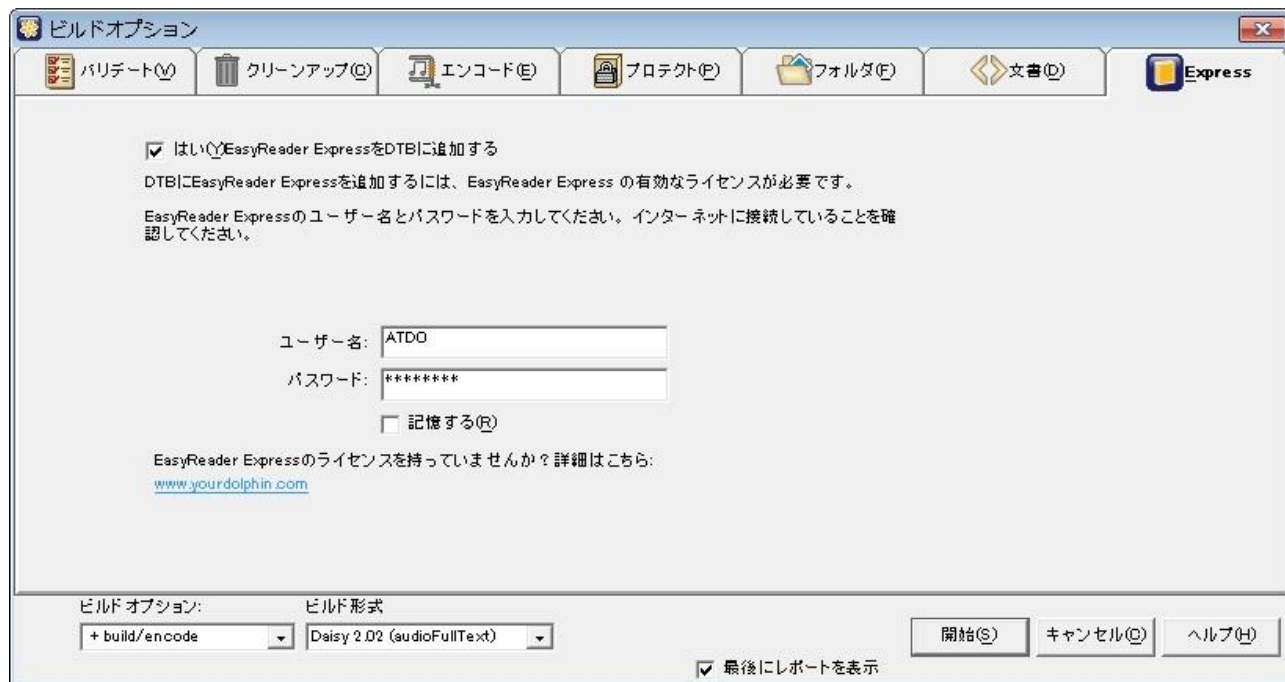 ビルドオプション
バリデート(V) クリーンアップ(C) エンコード(E) プロテクト(P) フォルダ(F) 文書(D) Express
はい(Y)EasyReader ExpressをDTBに追加する
DTBにEasyReader Expressを追加するには、EasyReader Express の有効なライセンスが必要です。
EasyReader Expressのユーザー名とパスワードを入力してください。インターネットに接続していることを確
認してください。
ユーザー名: ATDO
パスワード: ********
記憶する(R)
EasyReader Expressのライセンスを持っていませんか？詳細はこちら:
www.yourdolphin.com
ビルドオプション: ビルド形式
+ build/encode Daisy 2.02 (audioFullText) 開始(S) キャンセル(C) ヘルプ(H)
最後にレポートを表示